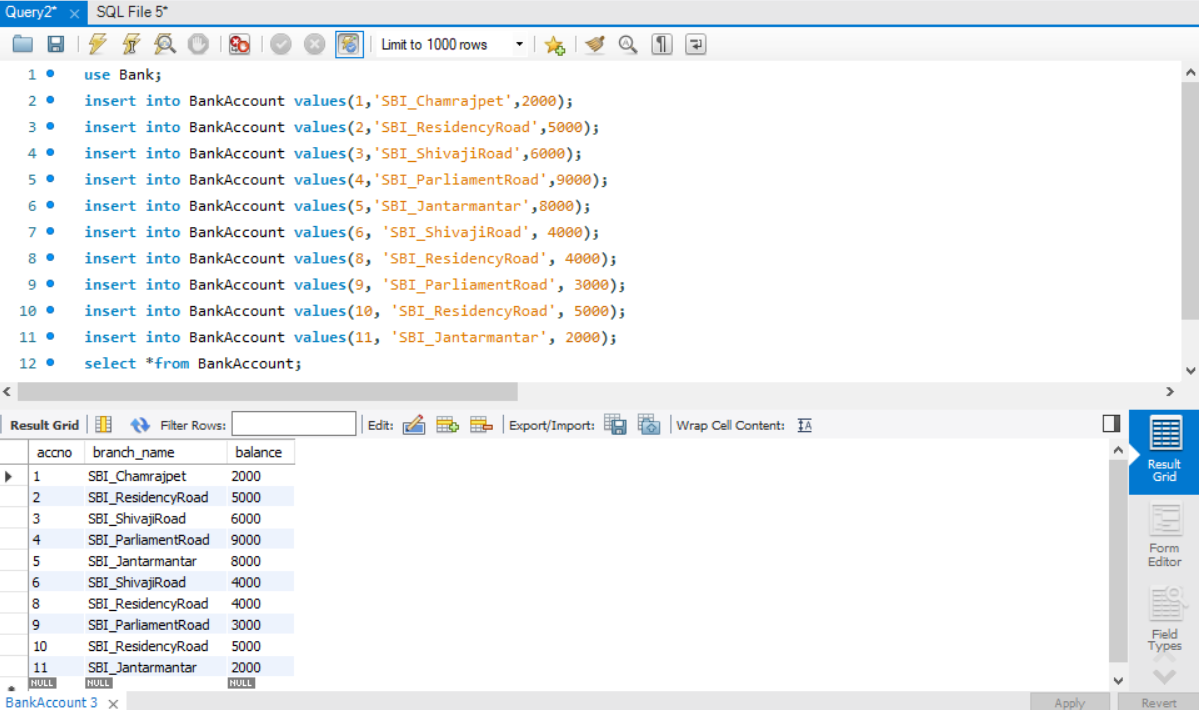 Query2* × SQL File 5*
Limit to 1000 rows
1 use Bank;
2 insert into BankAccount values(1,'SBI_Chamrajpet',2000);
3 insert into BankAccount values(2,'SBI_ResidencyRoad',5000);
4 insert into BankAccount values(3,'SBI_ShivajiRoad',6000);
5 insert into BankAccount values(4,'SBI_ParliamentRoad',9000);
6 insert into BankAccount values(5,'SBI_Jantarmantar',8000);
7 insert into BankAccount values(6, 'SBI_ShivajiRoad', 4000);
8 insert into BankAccount values(8, 'SBI_ResidencyRoad', 4000);
9 insert into BankAccount values(9, 'SBI_ParliamentRoad', 3000);
10 insert into BankAccount values(10, 'SBI_ResidencyRoad', 5000);
11 insert into BankAccount values(11, 'SBI_Jantarmantar', 2000);
12 select *from BankAccount;
Result Grid Filter Rows: Edit: Export/Import: Wrap Cell Content: IA
accno branch_name balance
1 SBI_Chamrajpet 2000
2 SBI_ResidencyRoad 5000
3 SBI_ShivajiRoad 6000
4 SBI_ParliamentRoad 9000
5 SBI_Jantarmantar 8000
6 SBI_ShivajiRoad 4000
8 SBI_ResidencyRoad 4000
9 SBI_ParliamentRoad 3000
10 SBI_ResidencyRoad 5000
11 SBI_Jantarmantar 2000
NULL NULL NULL
Result
Grid
Form
Editor
Field
Types
BankAccount 3 ×
Apply Revert